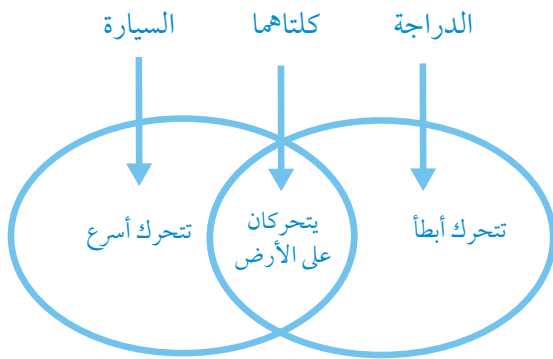 الدراجة
كلتاهما
السيارة
تتحرك أبطأ
يتحركان
على الأرض
تتحرك أسرع